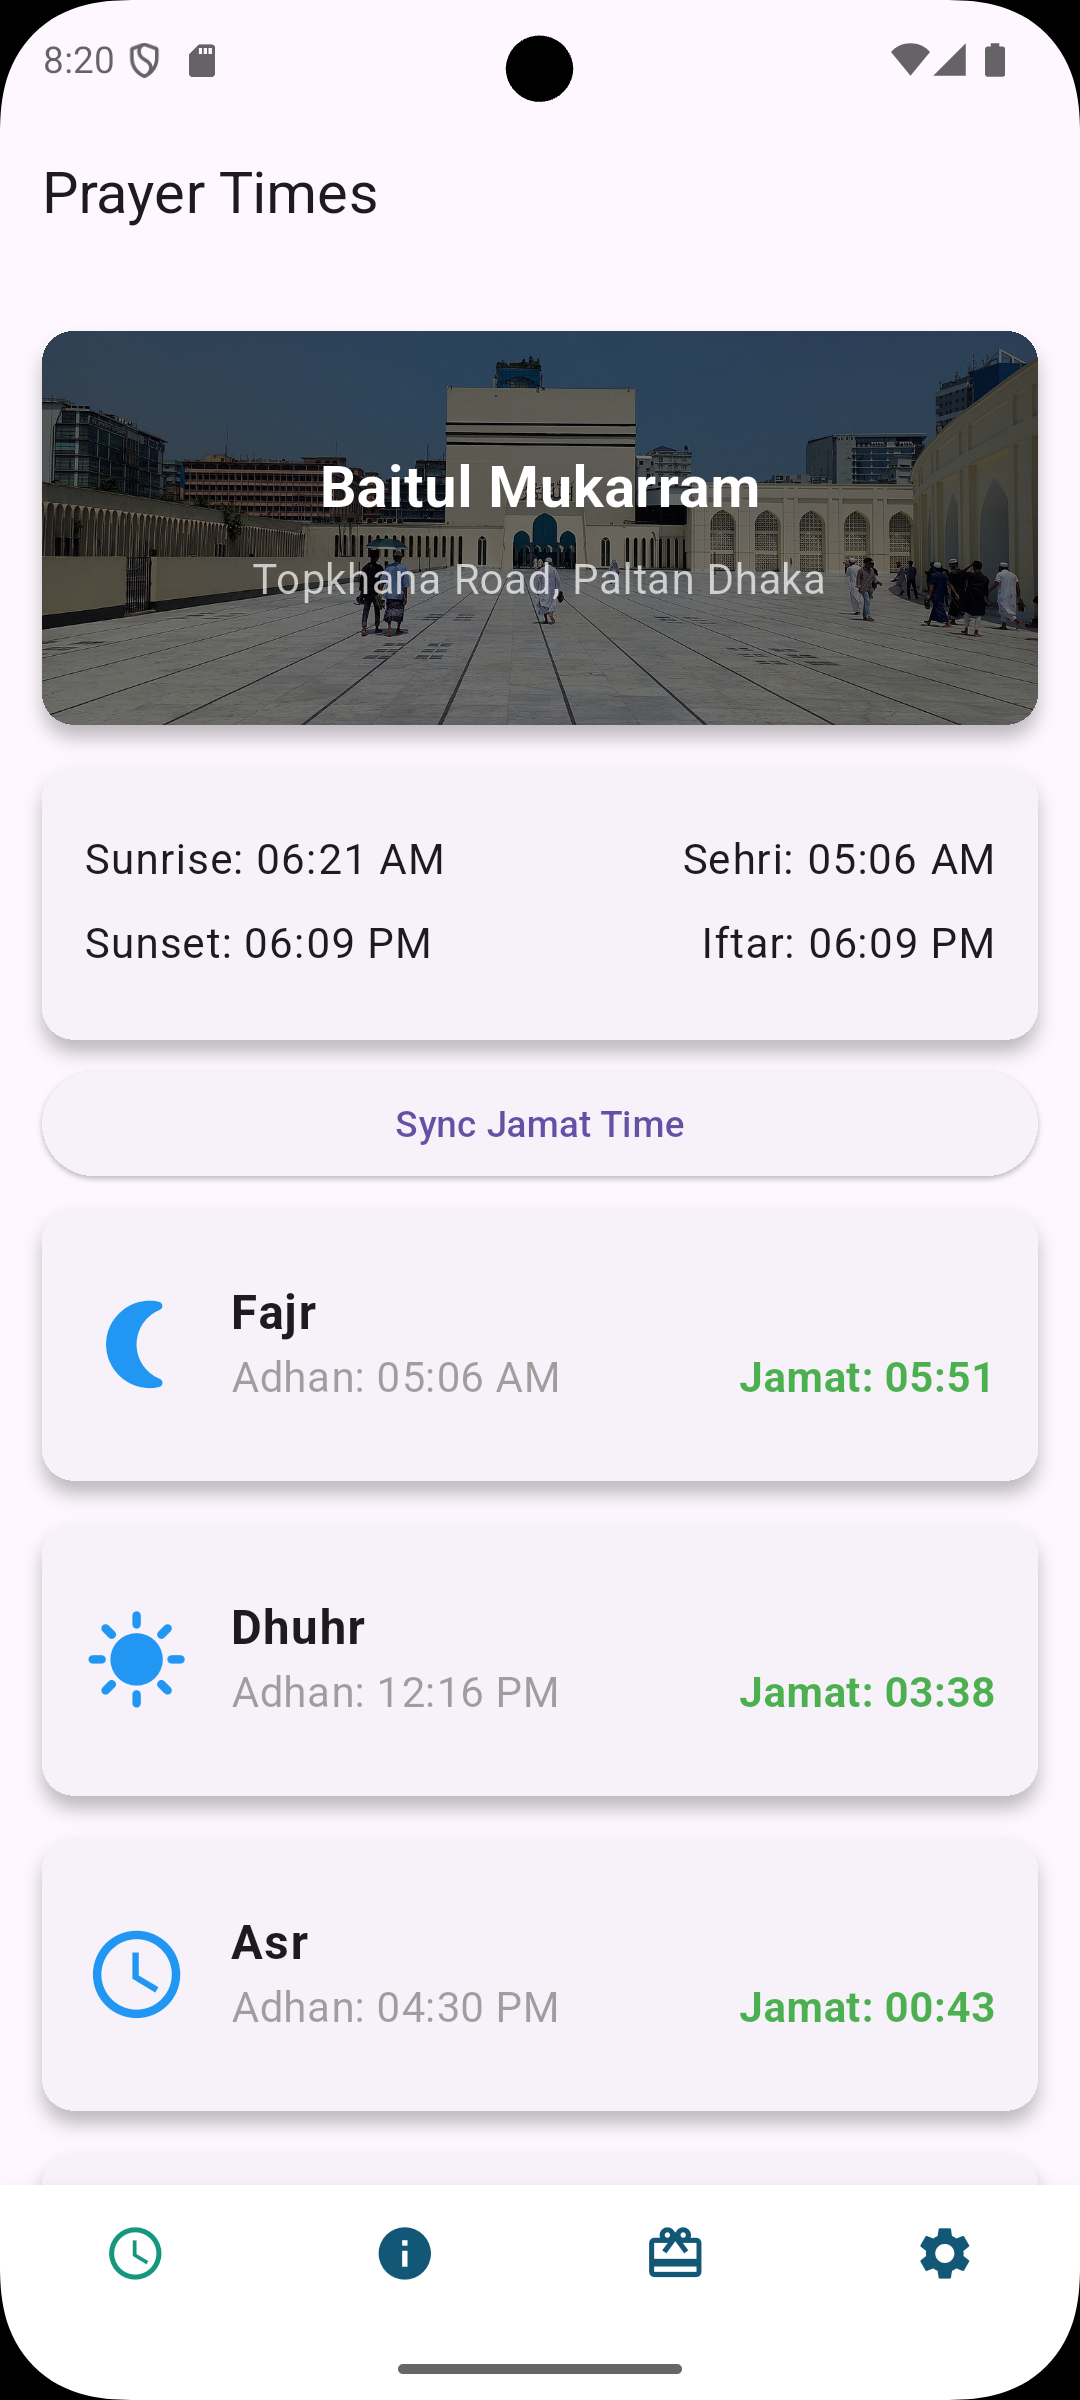 8:20
Prayer Times
Baitul Mukarram
Topkhana Road, Paltan Dhaka
Sunrise: 06:21 AM
Sehri: 05:06 AM
Sunset: 06:09 PM
Iftar: 06:09 PM
Sync Jamat Time
Fajr
Adhan: 05:06 AM
Jamat: 05:51
Dhuhr
Adhan: 12:16 PM
Jamat: 03:38
Asr
Adhan: 04:30 PM
Jamat: 00:43